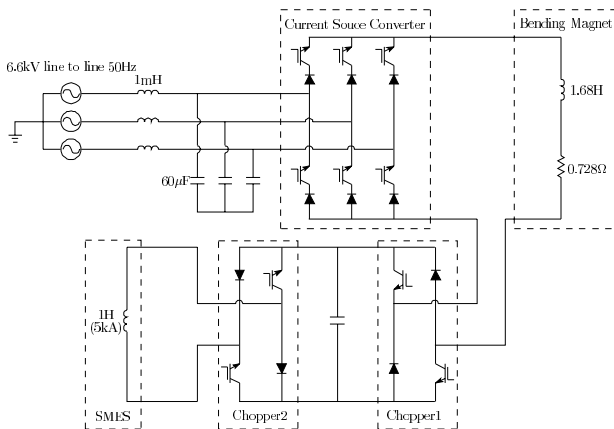 Current Souce Converter
Bending Magnet
6.6kV line to line 50Hz
1mH
1.68H
60μF
0.728Ω
1H
(5kA)
SMES
Chopper2
Chopper1